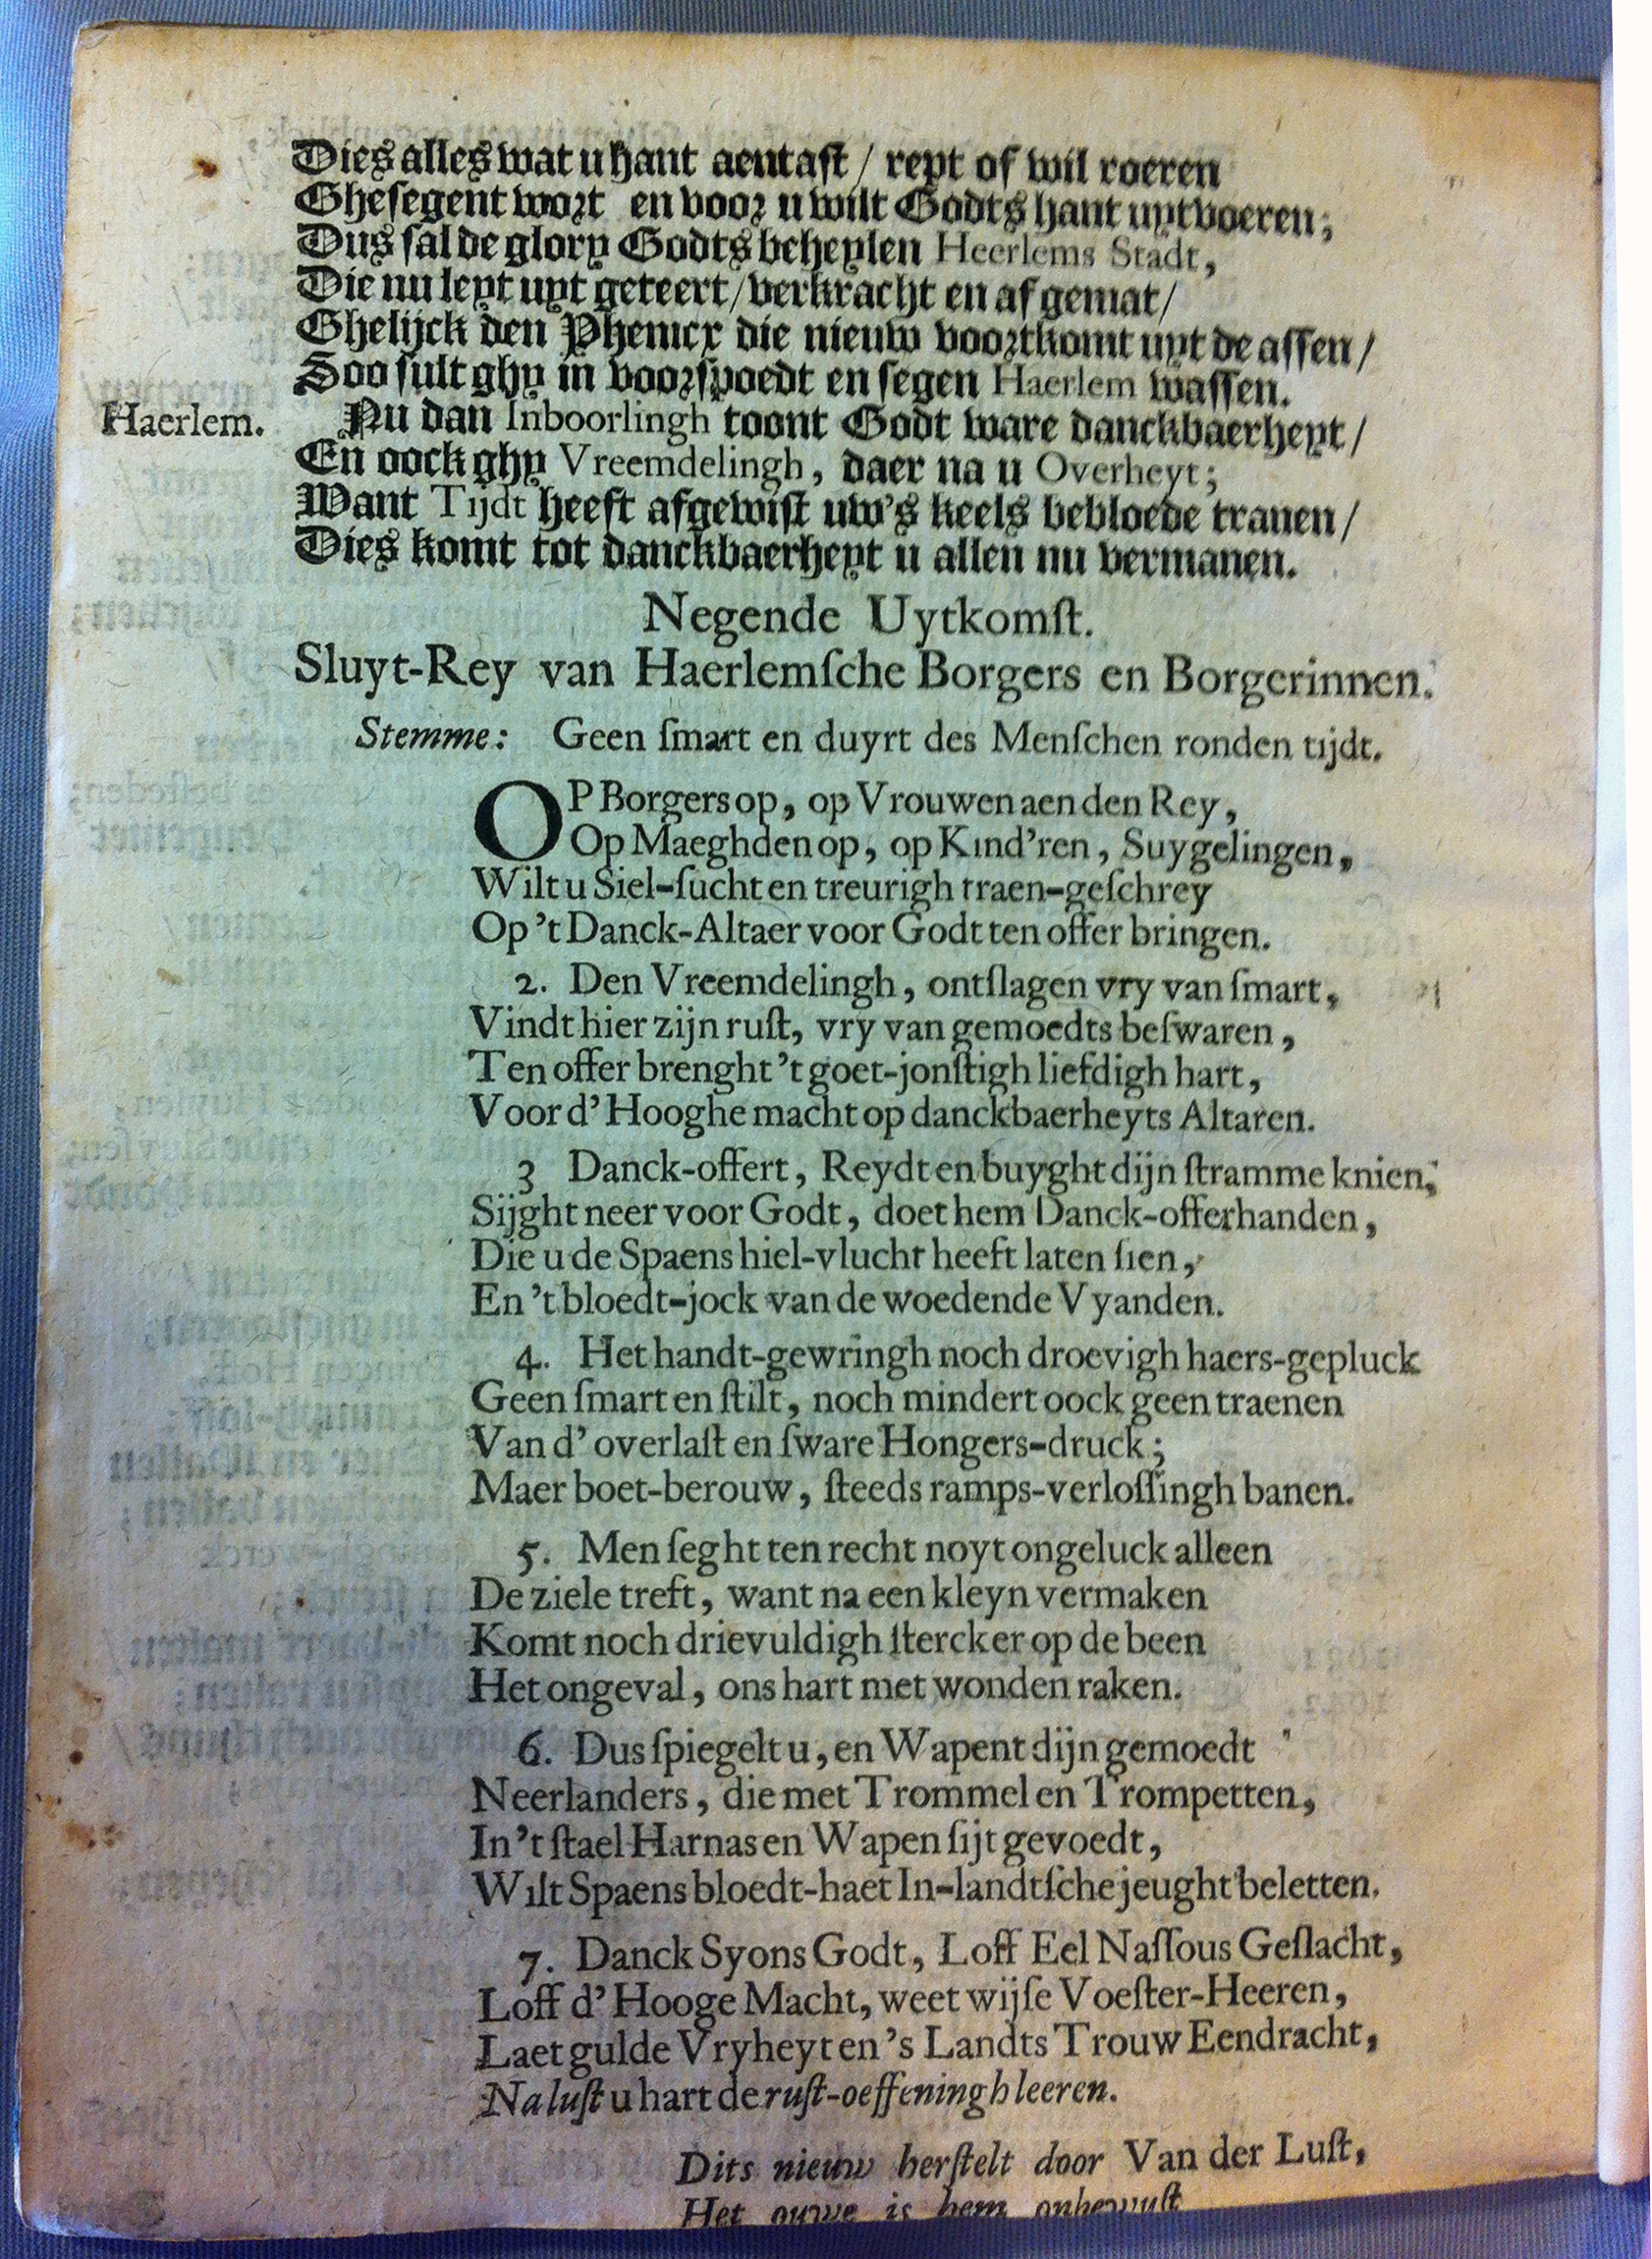 Dies alles wat u hant aentast / rept of wil roeren
Ghesegent wort en voor u wilt Godts hant uytvoeren;
Dus sal de glory Godts beheylen Heerlems Stadt,
Die nu leyt uyt geteert / verkracht en af gemat /
Ghelijck den Phenicx die nieuw voortkomt uyt de assen /
Soo sult ghy in voorspoedt en segen Haerlem wassen.
Haerlem. Nu dan Inboorlingh toont Godt ware danckbaerheyt /
En oock ghy Vreemdelingh, daer na u Overheyt;
Want Tijdt heeft afgewist uw's keels bebloede tranen /
Dies komt tot danckbaerheyt u allen nu vermanen.
Negende Uytkomſt.
Sluyt-Rey van Haerlemſche Borgers en Borgerinnen.
Stemme: Geen ſmart en duyrt des Menſchen ronden tijdt.
OP Borgers op, op Vrouwen aen den Rey,
Op Maeghden op, op Kind'ren, Suygelingen,
Wilt u Siel-ſucht en treurigh traen-geſchrey
Op 't Danck-Altaer voor Godt ten offer bringen.
2. Den Vreemdelingh, ontſlagen vry van ſmart,
Vindt hier zijn ruſt, vry van gemoedts beſwaren,
Ten offer brenght 't goet-jonſtigh liefdigh hart,
Voor d' Hooghe macht op danckbaerheyts Altaren.
3 Danck-offert, Reydt en buyght dijn ſtramme knien,
Sijght neer voor Godt, doet hem Danck-offerhanden,
Die u de Spaens hiel-vlucht heeft laten ſien,
En 't bloedt-jock van de woedende Vyanden.
4. Het handt-gewringh noch droevigh haers-gepluck
Geen ſmart en ſtilt, noch mindert oock geen traenen
Van d' overlaſt en ſware Hongers-druck;
Maer boet-berouw, ſteeds ramps-verloſſingh banen.
5. Men ſeght ten recht noyt ongeluck alleen
De ziele treft, want na een kleyn vermaken
Komt noch drievuldigh ſtercker op de been
Het ongeval, ons hart met wonden raken.
6. Dus ſpiegelt u, en Wapent dijn gemoedt
Neerlanders, die met Trommel en Trompetten,
In 't ſtael Harnas en Wapen ſijt gevoedt,
Wilt Spaens bloedt-haet In-landtſche jeught beletten.
7. Danck Syons Godt, Loff Eel Naſſous Geſlacht,
Loff d' Hooge Macht, weet wijſe Voeſter-Heeren,
Laet gulde Vryheyt en 's Landts Trouw Eendracht,
Na luſt u hart de ruſt-oeffeningh leeren.
Dits nieuw herſtelt door Van der Luſt,
Het ouwe is hem onbewuſt